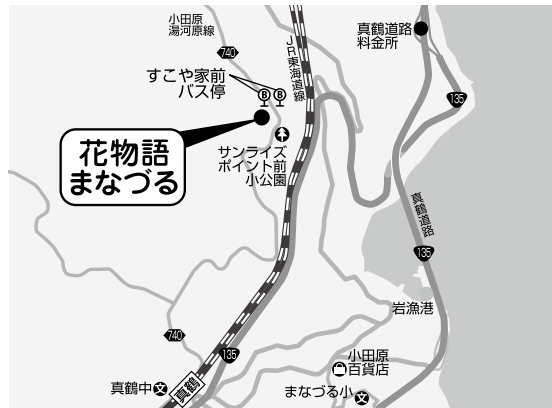 小田原
湯河原線
740
すこや家前
バス停
B B
JR東海道線
真鶴道路
料金所
135
花物語
まなづる
サンライズ
ポイント前
小公園
真鶴道路
135
岩漁港
740
135
小田原
百貨店
真鶴中
文
真鶴
まなづる小
文